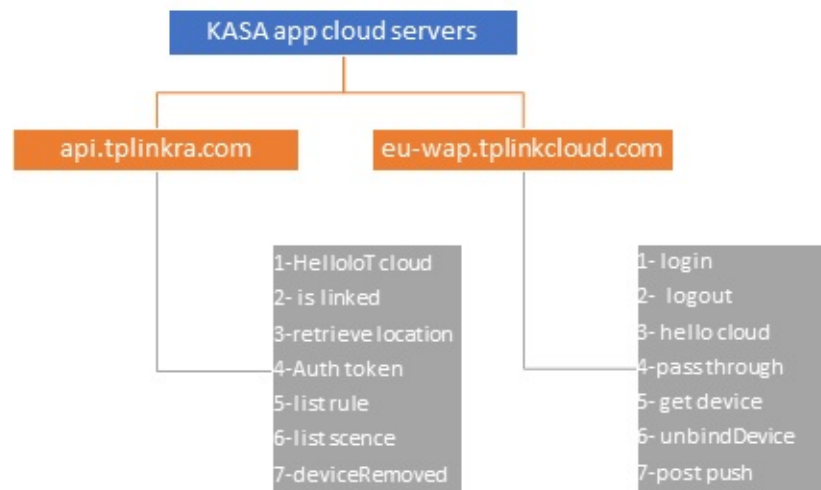 KASA app cloud servers
api.tplinkra.com
eu-wap.tplinkcloud.com
1-HelloIoT cloud
2- is linked
3-retrieve location
4-Auth token
5-list rule
6-list scence
7-deviceRemoved
1- login
2- logout
3- hello cloud
4-passthrough
5- get device
6- unbindDevice
7-post push